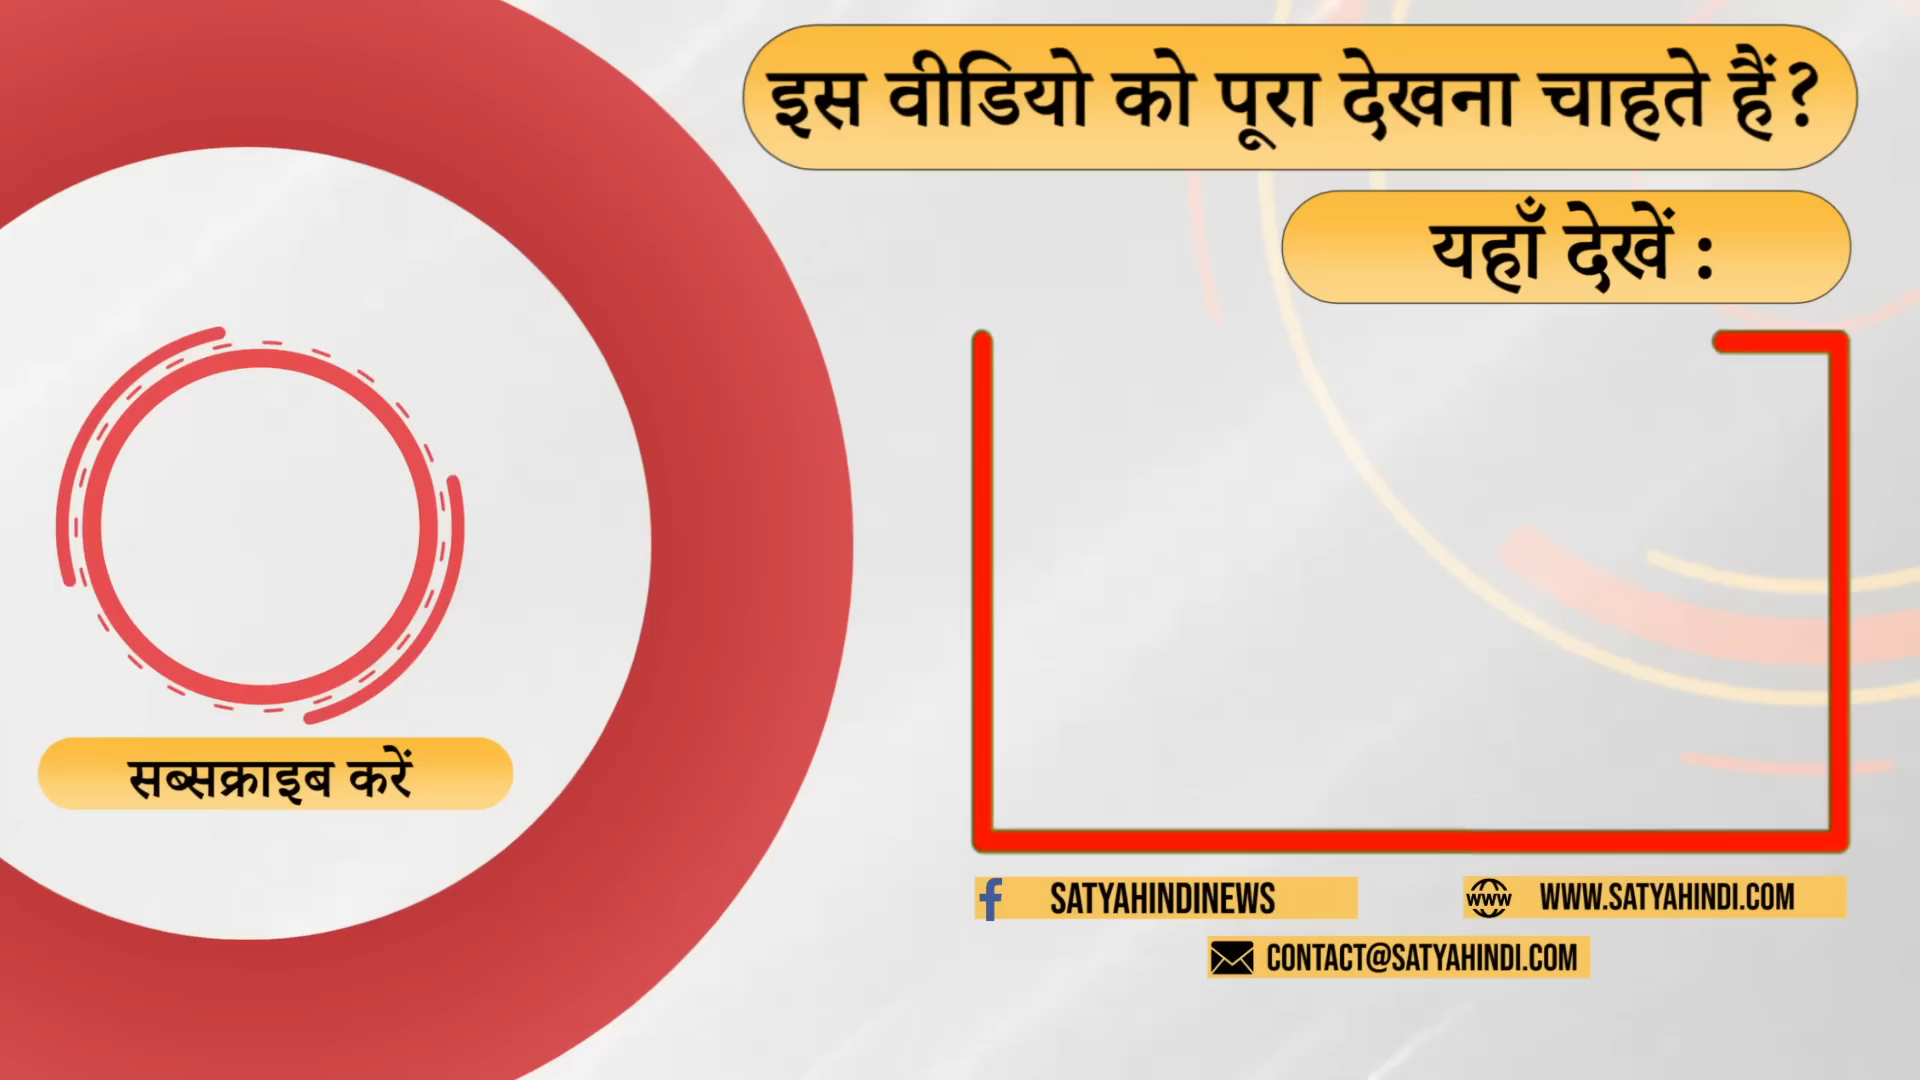 इस वीडियो को पूरा देखना चाहते हैं?
यहाँ देखें :
सब्सक्राइब करें
SATYAHINDINEWS
WWW WWW.SATYAHINDI.COM
CONTACT@SATYAHINDI.COM